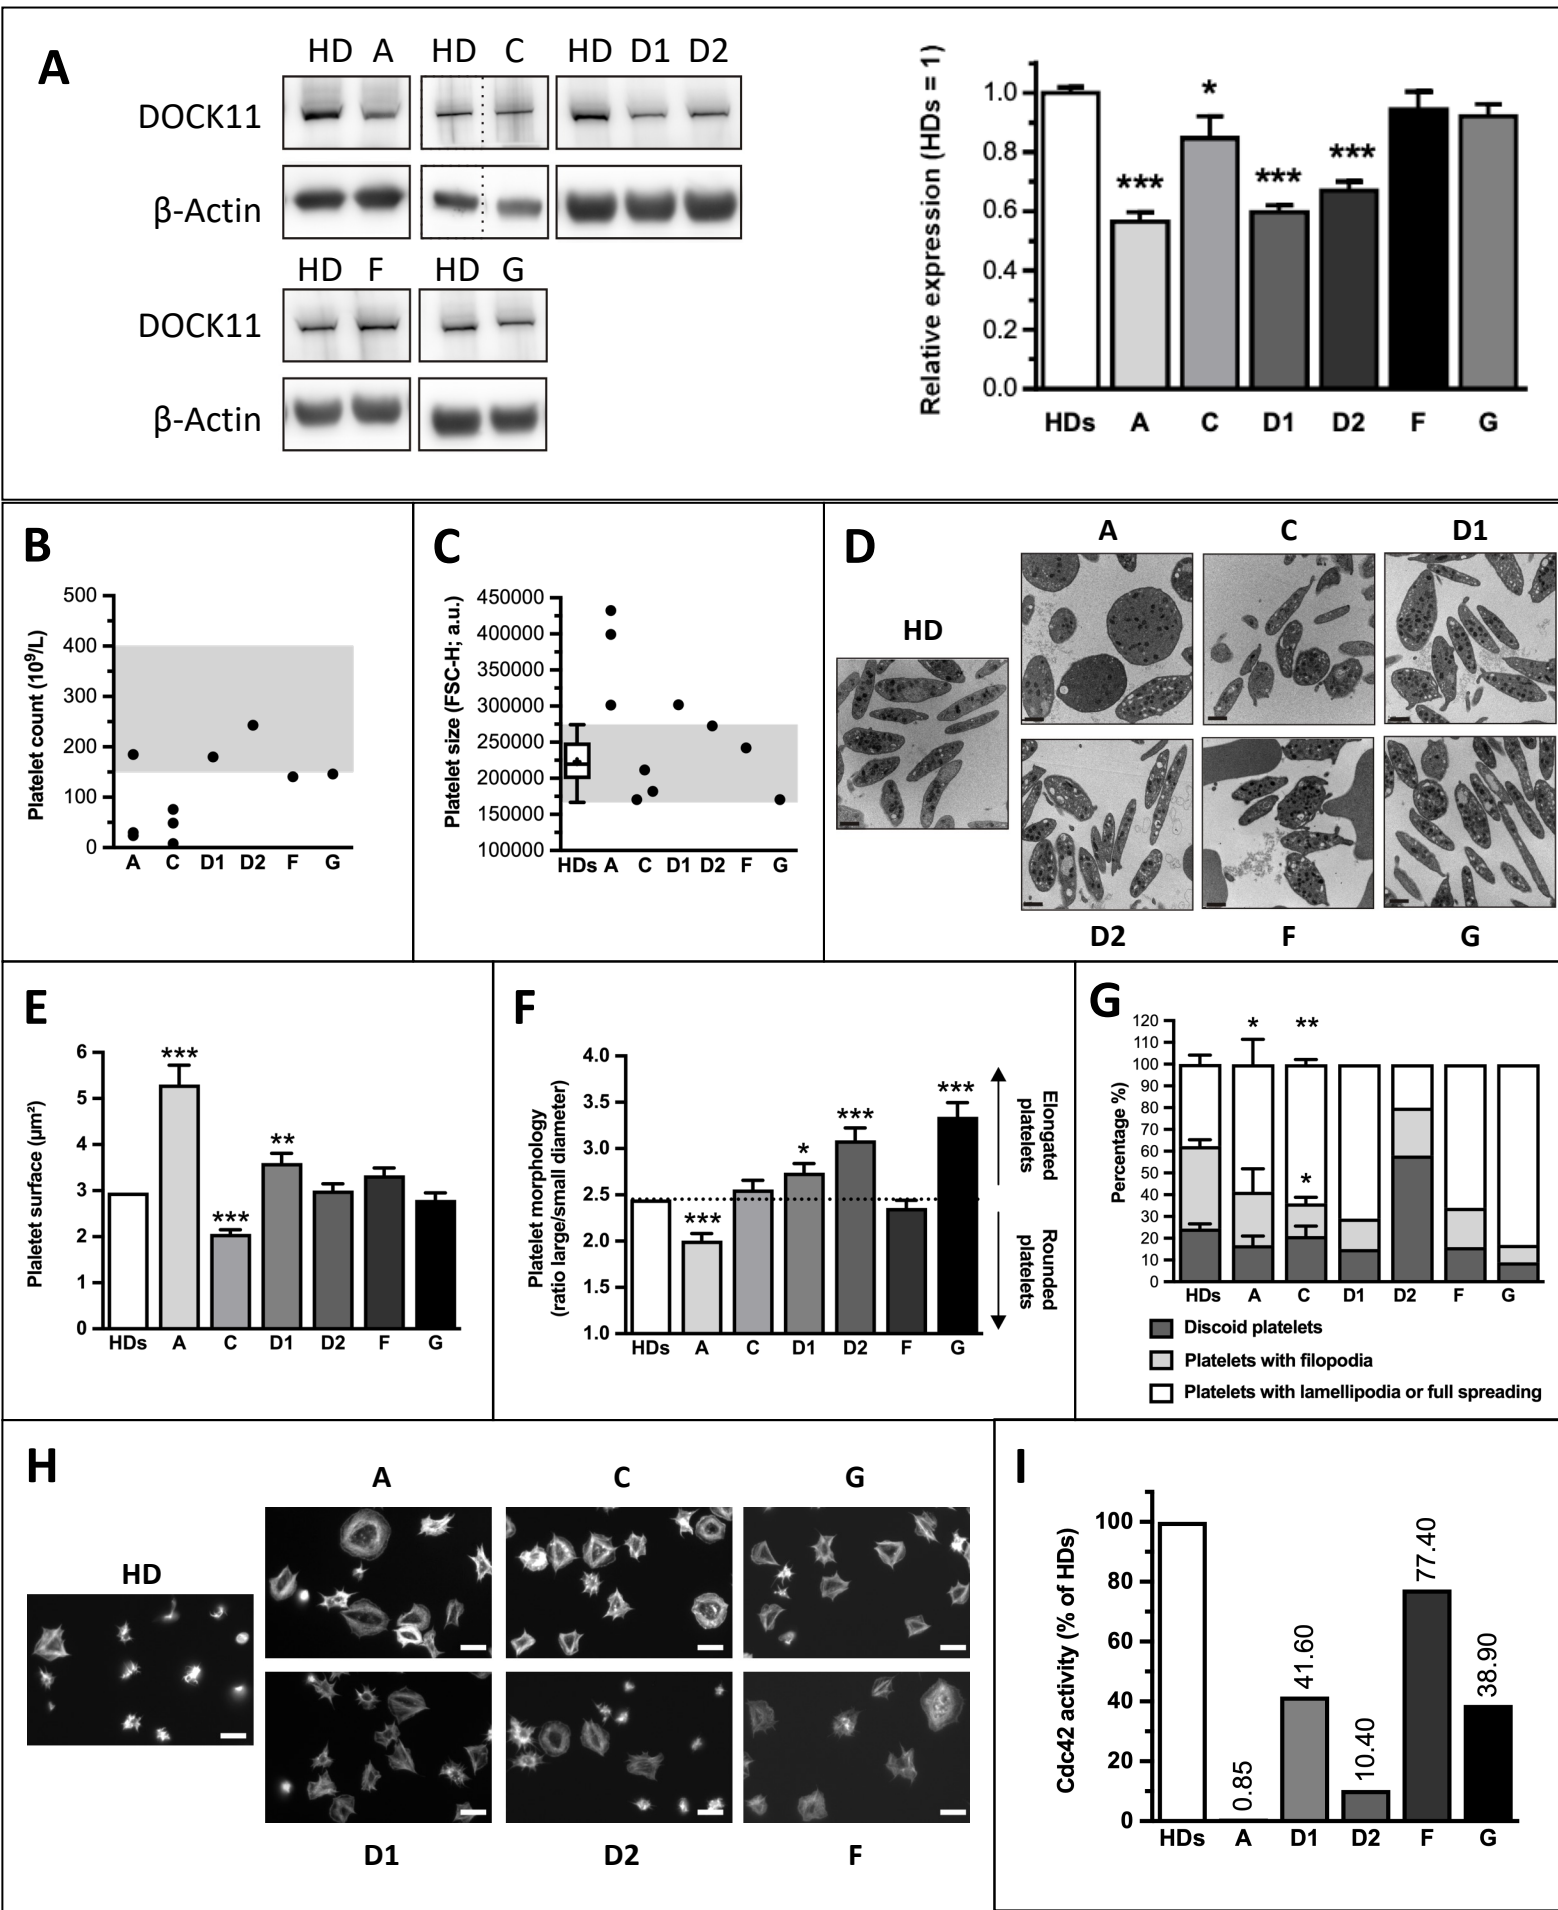 A
HD A HD C HD D1 D2
DOCK11
β-Actin
HD F HD G
DOCK11
β-Actin
Relative expression (HDs = 1)
1.0
0.8
0.6
0.4
0.2
0.0
*
***
***
***
HDs A C D1 D2 F G
B
Platelet count (10⁹/L)
500
400
300
200
100
0
A C D1 D2 F G
C
Platelet size (FSC-H; a.u.)
450000
400000
350000
300000
250000
200000
150000
100000
HDs A C D1 D2 F G
D
A C D1
HD
D2 F G
E
Plaletet surface (µm²)
6
5
4
3
2
1
0
***
***
**
HDs A C D1 D2 F G
F
Platelet morphology
(ratio large/small diameter)
4.0
3.5
3.0
2.5
2.0
1.5
1.0
***
*
***
***
Elongated
platelets
Rounded
platelets
HDs A C D1 D2 F G
G
Percentage %)
120
110
100
90
80
70
60
50
40
30
20
10
0
*
**
*
HDs A C D1 D2 F G
Discoid platelets
Platelets with filopodia
Platelets with lamellipodia or full spreading
H
A C G
HD
D1 D2 F
I
Cdc42 activity (% of HDs)
100
80
60
40
20
0
0.85
41.60
10.40
77.40
38.90
HDs A D1 D2 F G